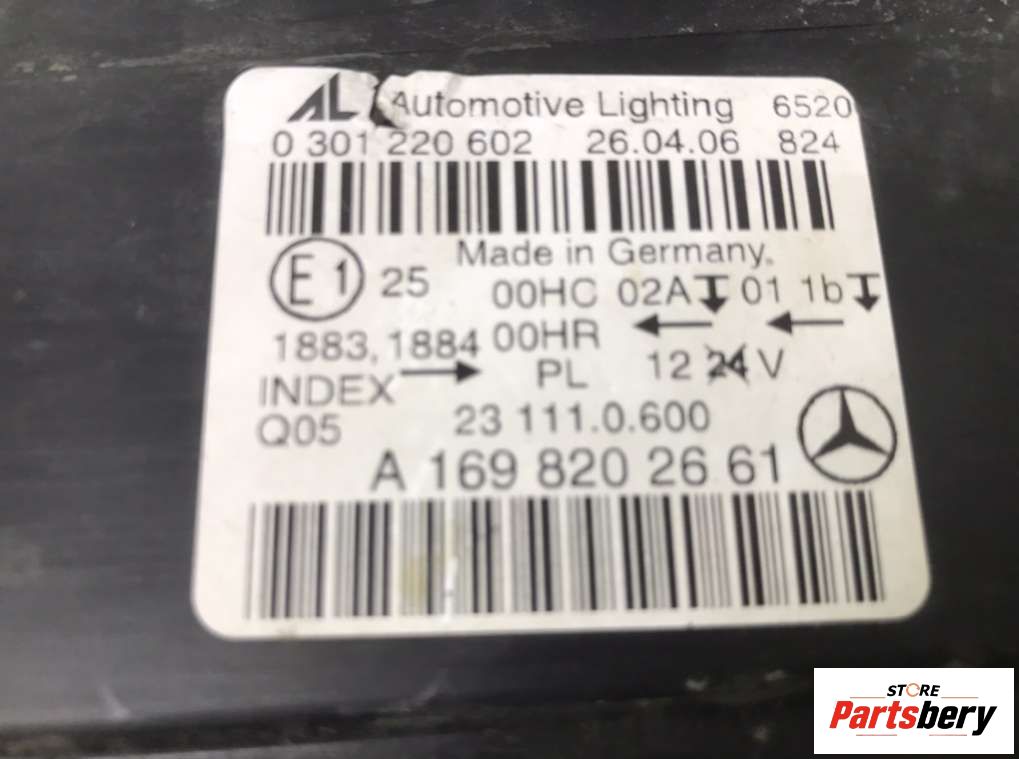 AL Automotive Lighting 6520
0 301 220 602 26.04.06 824
Made in Germany.
E1 25 00HC 02A 01 1b
1883, 1884 00HR
INDEX PL 12 24 V
Q05 23 111.0.600
A 169 820 26 61
STORE
Partsbery